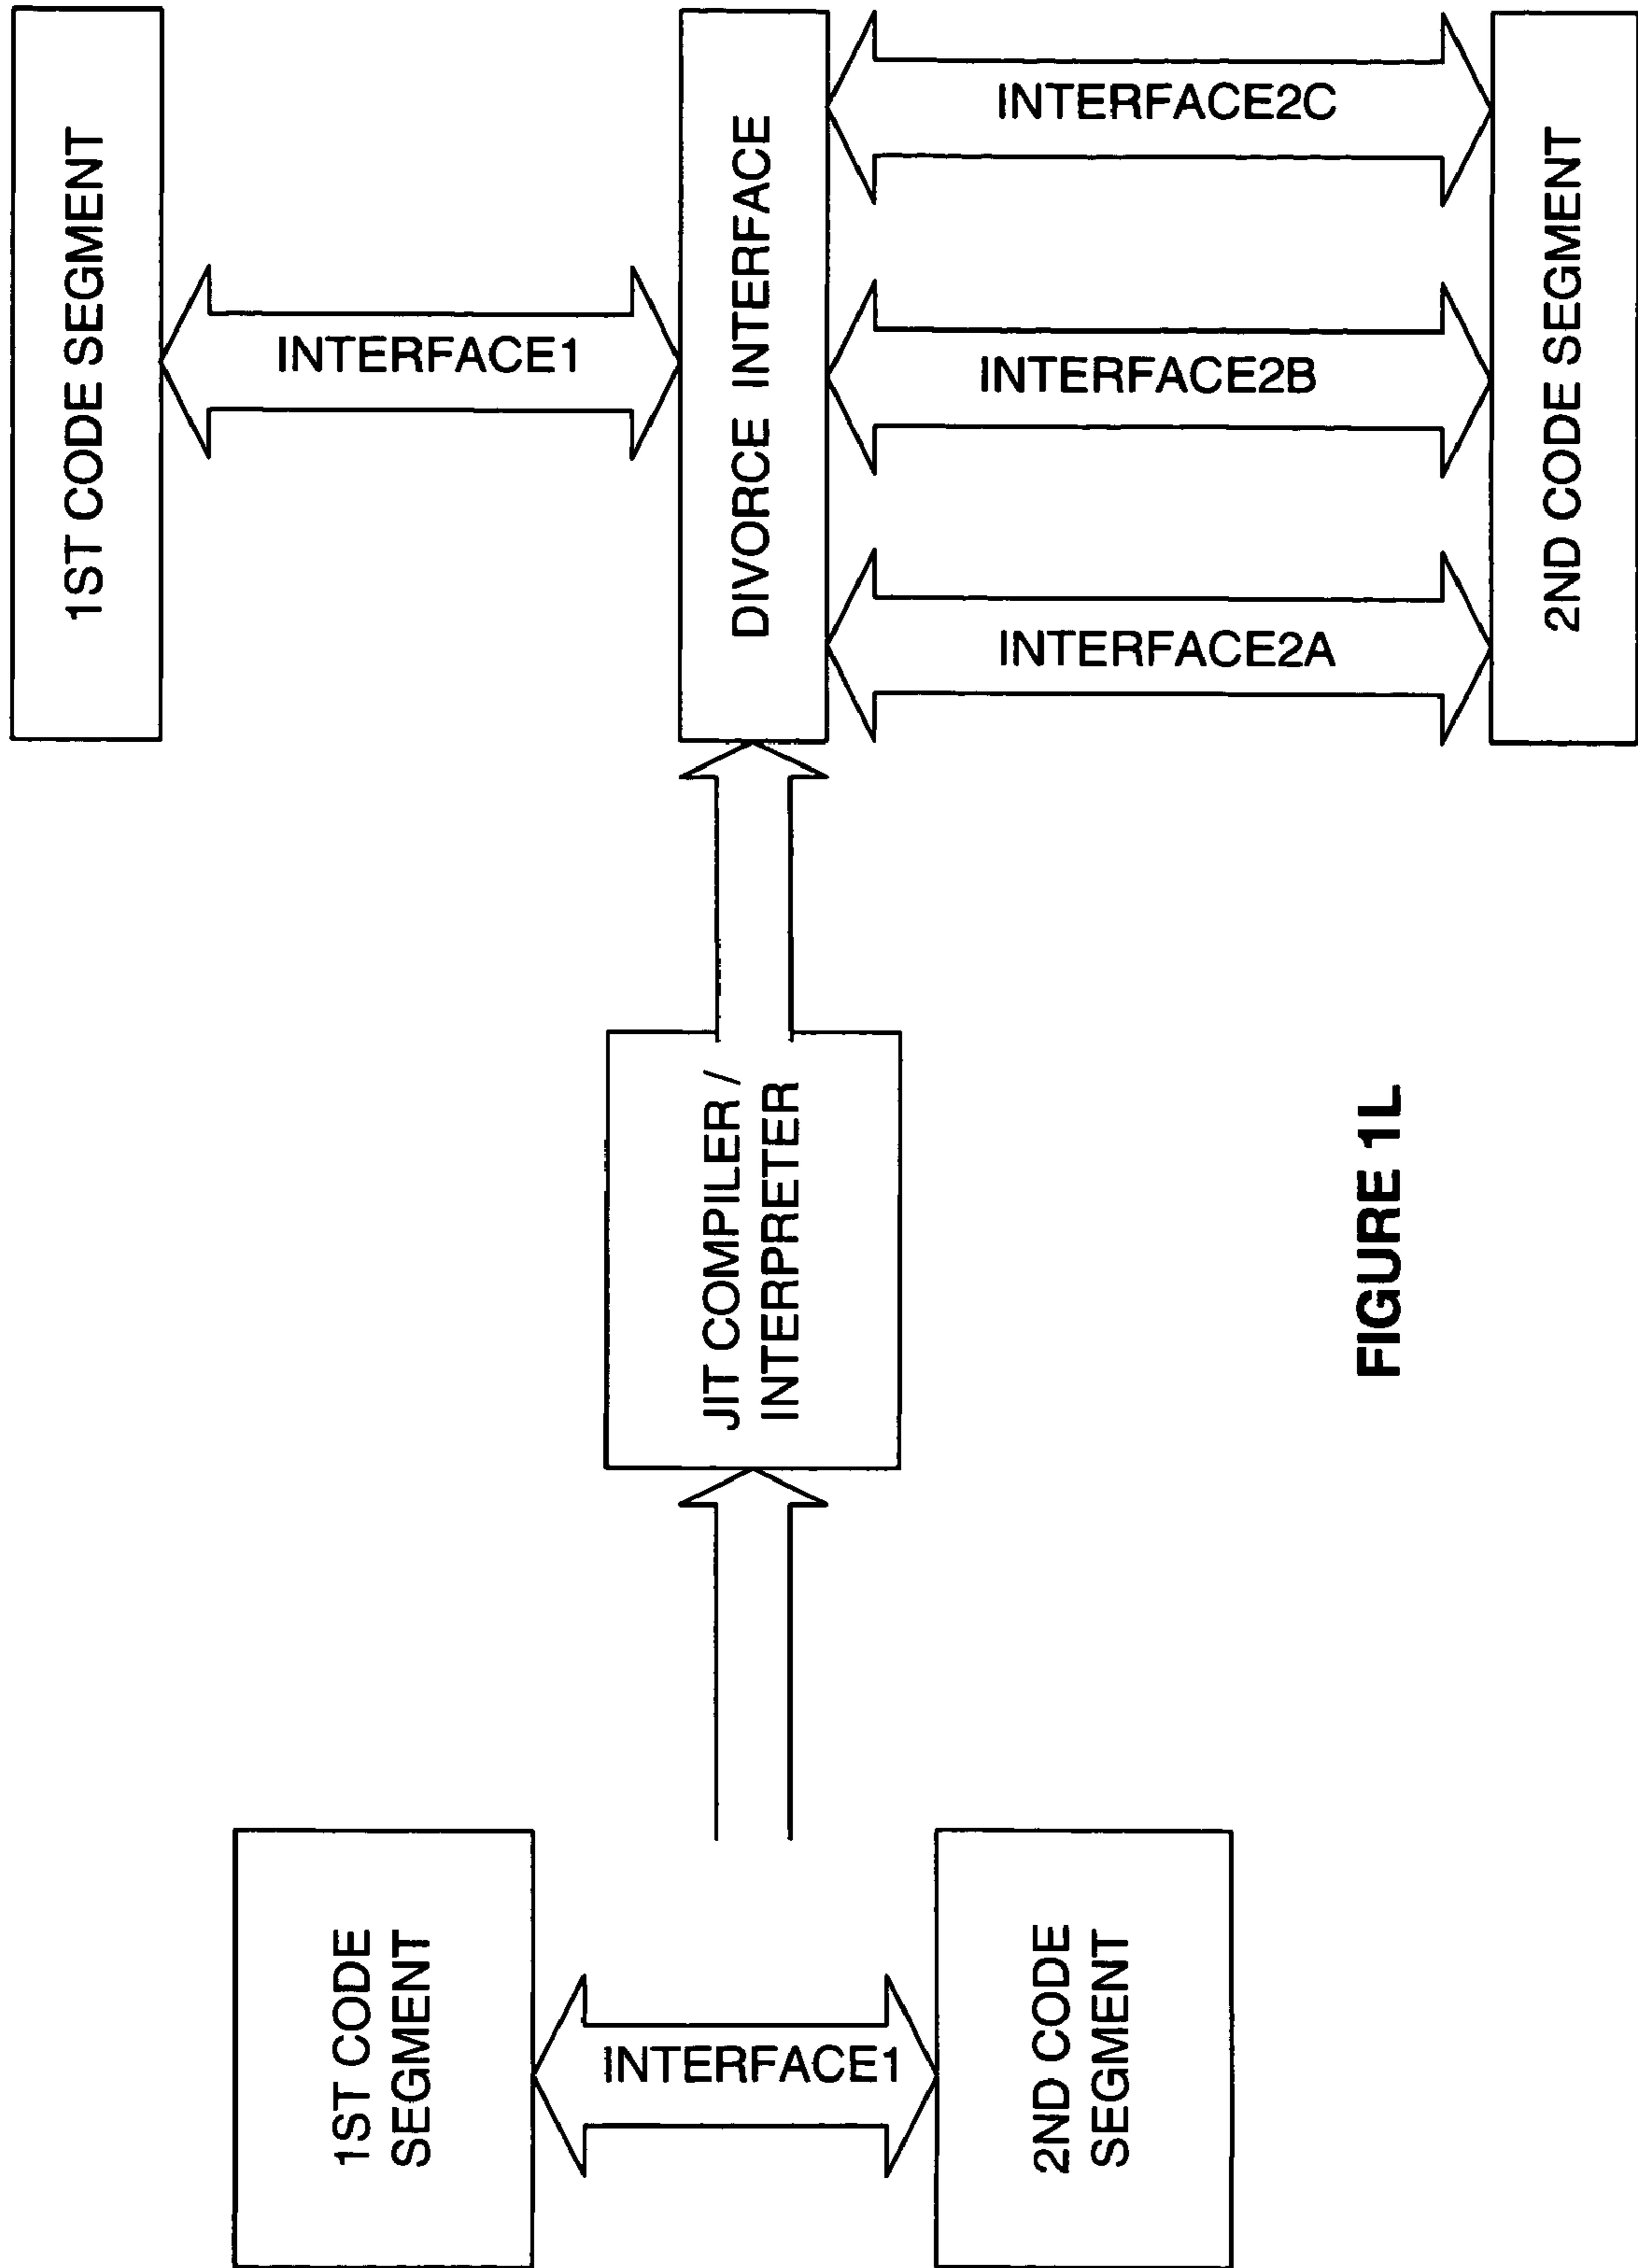 1ST CODE
SEGMENT
INTERFACE1
2ND CODE
SEGMENT
JIT COMPILER /
INTERPRETER
1ST CODE SEGMENT
INTERFACE1
DIVORCE INTERFACE
INTERFACE2A
INTERFACE2B
INTERFACE2C
2ND CODE SEGMENT
FIGURE 1L